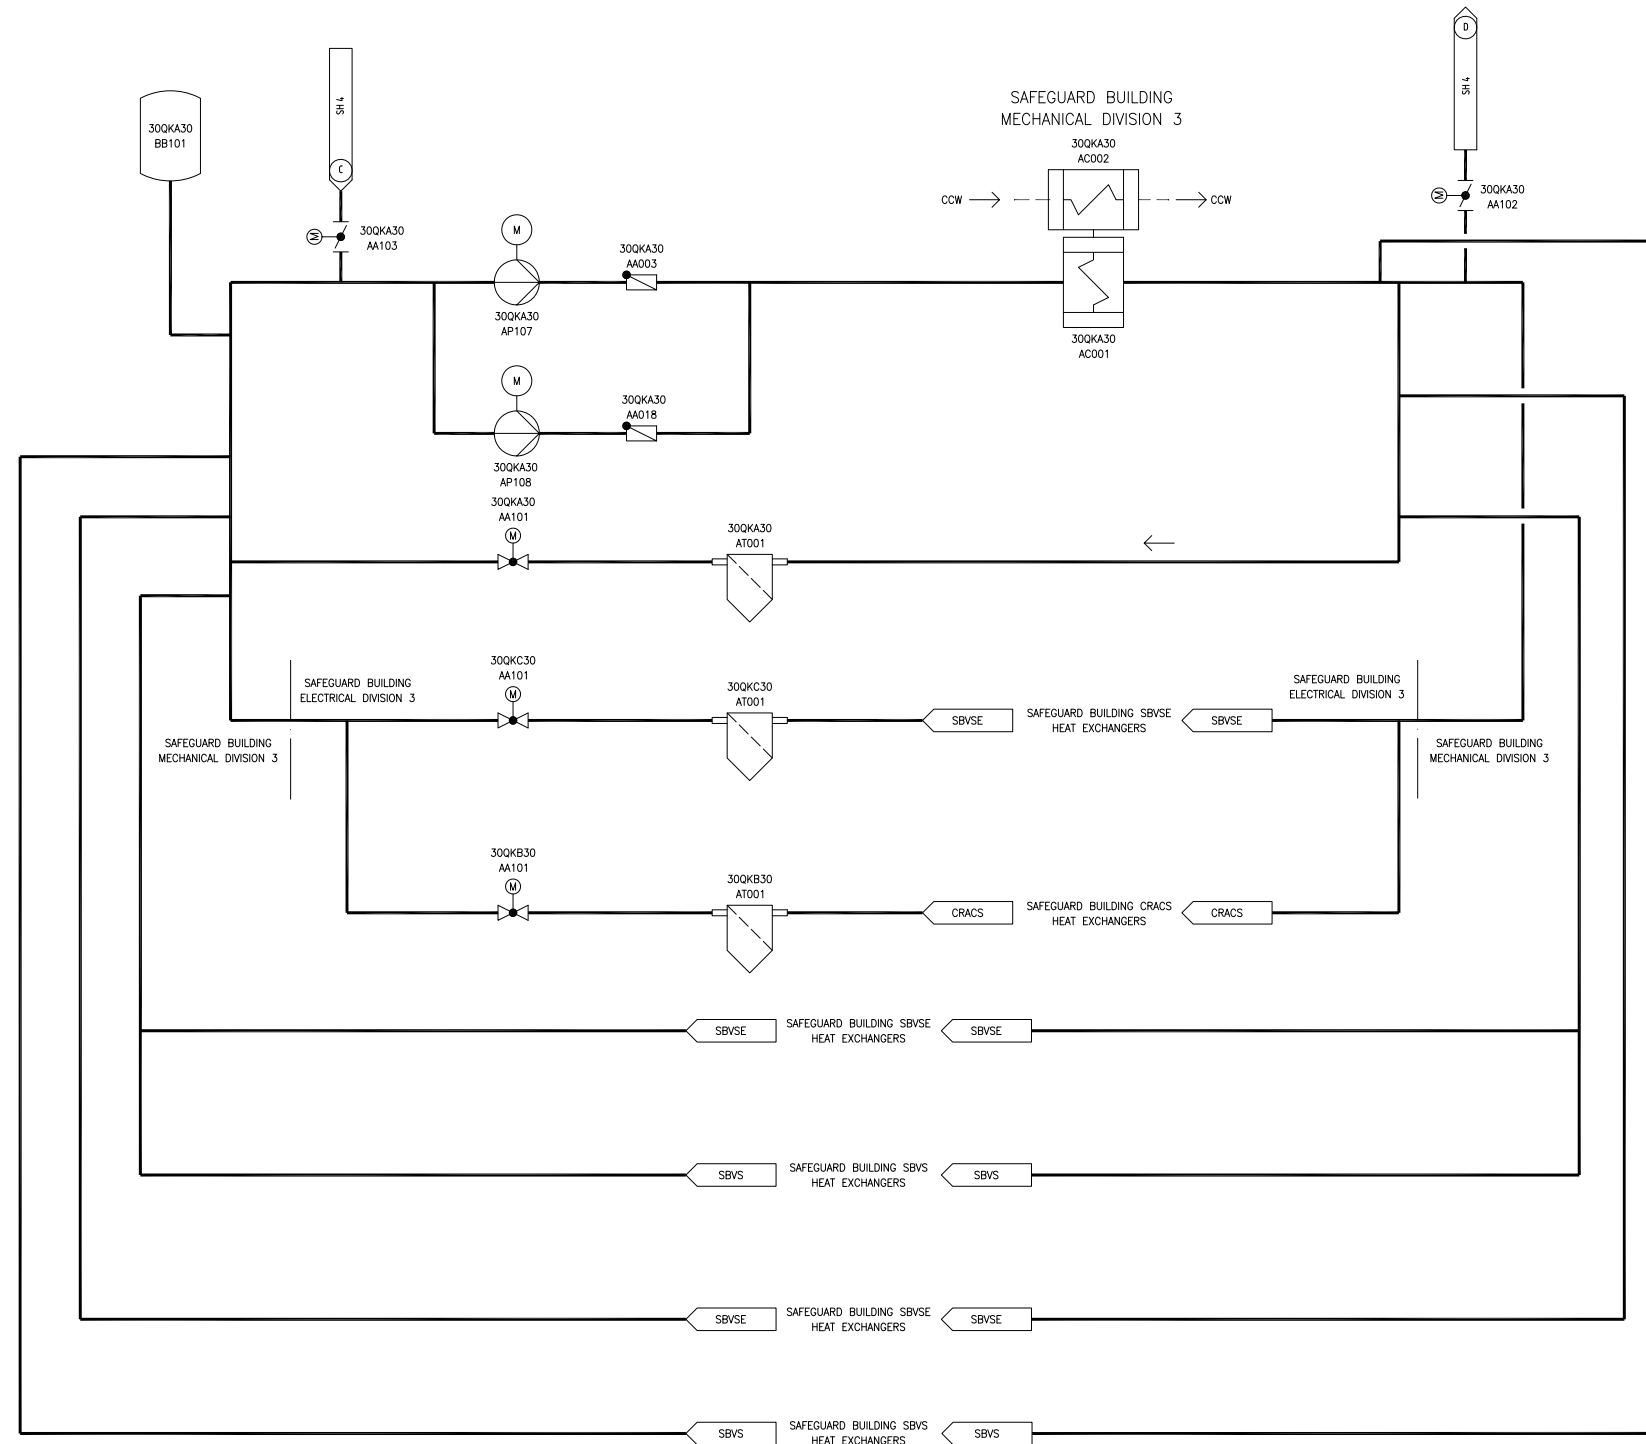 D
SH 4
SH 4
C
30QKA30
BB101
SAFEGUARD BUILDING
MECHANICAL DIVISION 3
30QKA30
AC002
CCW
CCW
M
30QKA30
AA102
M
30QKA30
AA103
M
30QKA30
AA003
30QKA30
AP107
30QKA30
AC001
M
30QKA30
AA018
30QKA30
AP108
30QKA30
AA101
M
30QKA30
AT001
30QKC30
AA101
M
30QKC30
AT001
SAFEGUARD BUILDING
ELECTRICAL DIVISION 3
SAFEGUARD BUILDING
MECHANICAL DIVISION 3
SBVSE
SAFEGUARD BUILDING SBVSE
HEAT EXCHANGERS
SBVSE
SAFEGUARD BUILDING
ELECTRICAL DIVISION 3
SAFEGUARD BUILDING
MECHANICAL DIVISION 3
30QKB30
AA101
M
30QKB30
AT001
CRACS
SAFEGUARD BUILDING CRACS
HEAT EXCHANGERS
CRACS
SBVSE
SAFEGUARD BUILDING SBVSE
HEAT EXCHANGERS
SBVSE
SBVS
SAFEGUARD BUILDING SBVS
HEAT EXCHANGERS
SBVS
SBVSE
SAFEGUARD BUILDING SBVSE
HEAT EXCHANGERS
SBVSE
SBVS
SAFEGUARD BUILDING SBVS
HEAT EXCHANGERS
SBVS